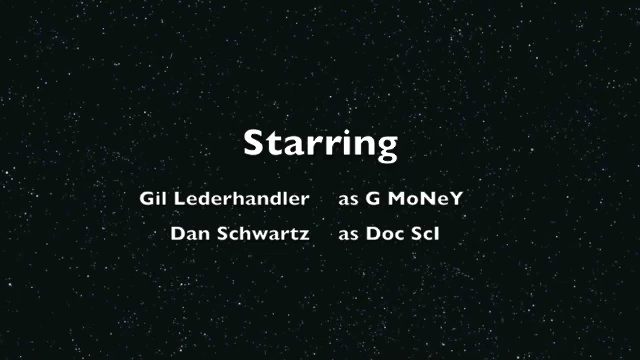 Starring
Gil Lederhandler as G MoNeY
Dan Schwartz as Doc ScI